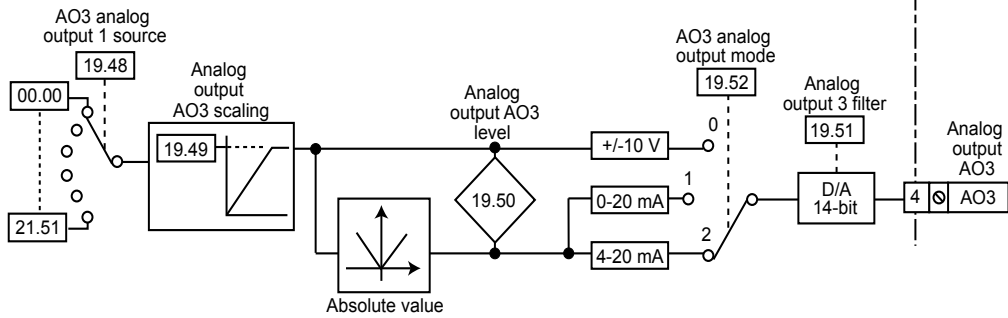 AO3 analog
output 1 source
19.48
00.00
21.51
Analog
output
AO3 scaling
19.49
Absolute value
Analog
output AO3
level
19.50
+/-10 V
0-20 mA
4-20 mA
AO3 analog
output mode
19.52
0
1
2
Analog
output 3 filter
19.51
D/A
14-bit
Analog
output
AO3
4
AO3